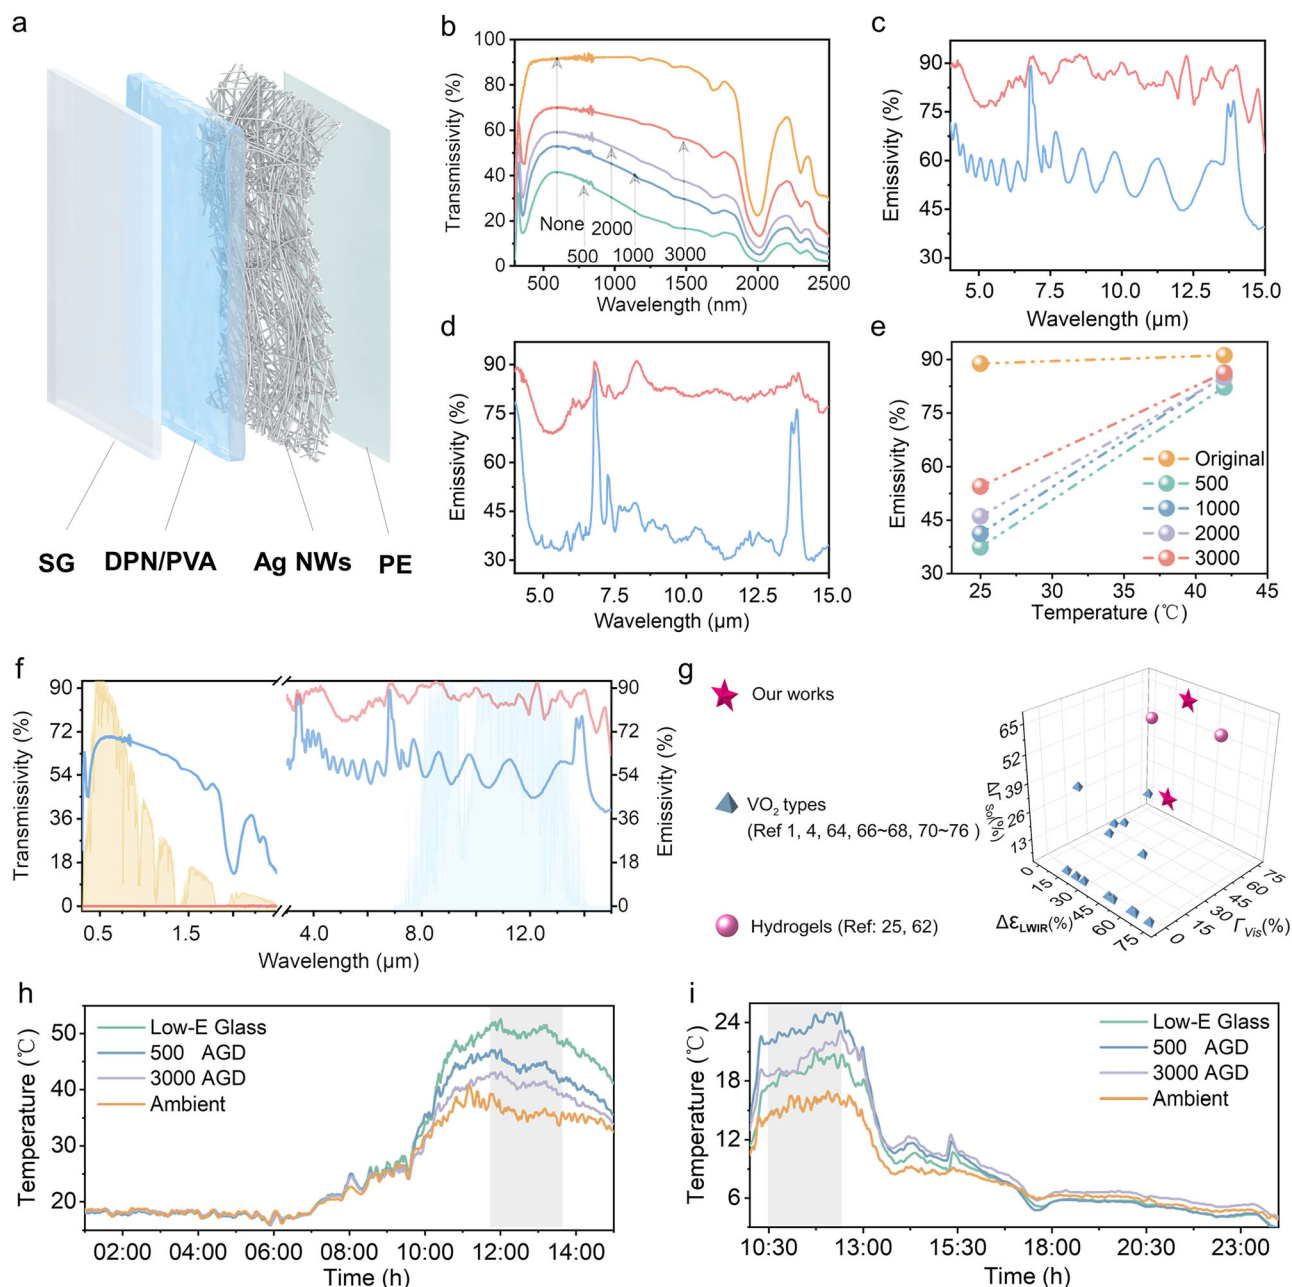 a
SG
DPN/PVA
Ag NWs
PE
b
Transmissivity (%)
100
80
60
40
20
0
None
2000
500
1000
3000
500 1000 1500 2000 2500
Wavelength (nm)
c
Emissivity (%)
90
75
60
45
30
5.0 7.5 10.0 12.5 15.0
Wavelength (μm)
d
Emissivity (%)
90
75
60
45
30
5.0 7.5 10.0 12.5 15.0
Wavelength (μm)
e
Emissivity (%)
90
75
60
45
30
Original
500
1000
2000
3000
25 30 35 40 45
Temperature (℃)
f
Transmissivity (%)
90
72
54
36
18
0
90
72
54
36
18
0
Emissivity (%)
0.5 1.5 4.0 8.0 12.0
Wavelength (μm)
g
Our works
VO2 types
(Ref 1, 4, 64, 66~68, 70~76 )
Hydrogels (Ref: 25, 62)
65
52
39
26
13
ΔTSol(%)
0 15 30 45 60 75
ΔεLWIR(%)
0 15 30 45 60 75
ΓVis(%)
h
Temperature (℃)
50
40
30
20
Low-E Glass
500 AGD
3000 AGD
Ambient
02:00 04:00 06:00 08:00 10:00 12:00 14:00
Time (h)
i
Temperature (℃)
24
18
12
6
Low-E Glass
500 AGD
3000 AGD
Ambient
10:30 13:00 15:30 18:00 20:30 23:00
Time (h)